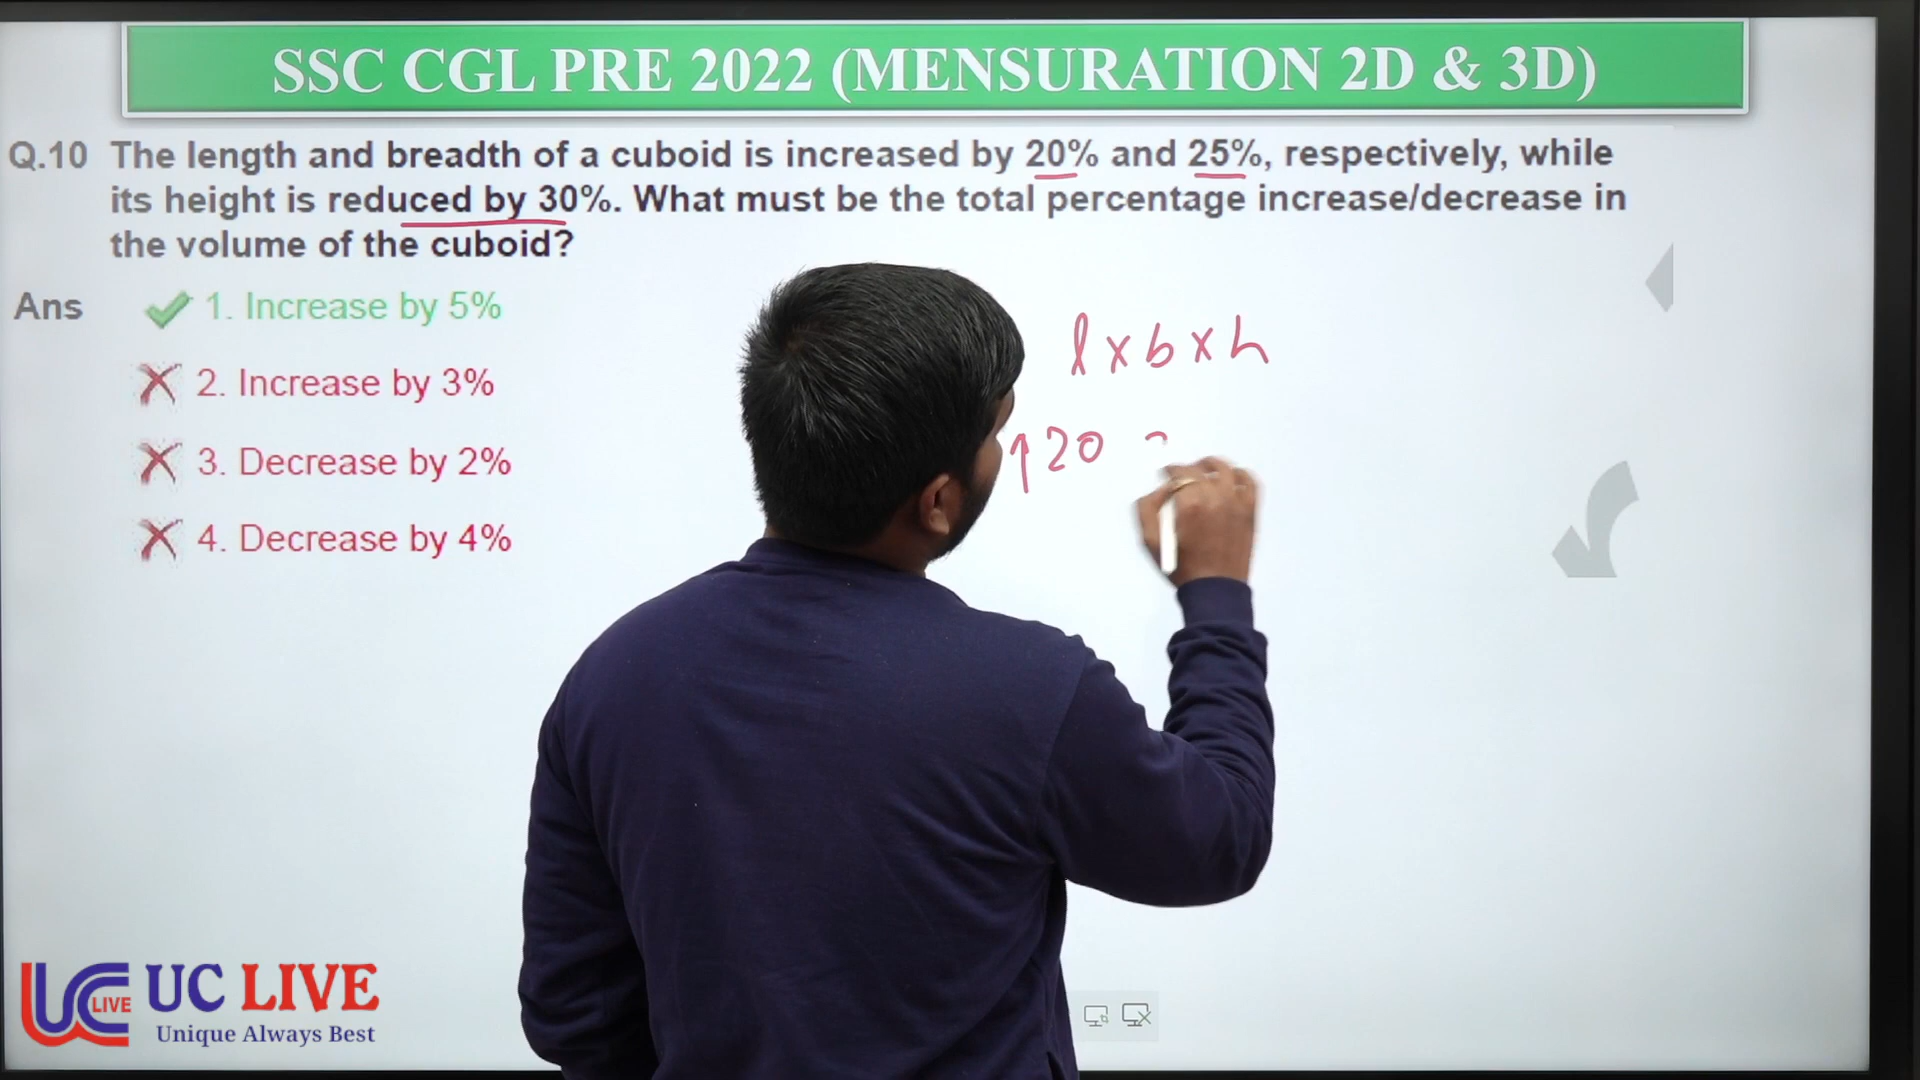 SSC CGL PRE 2022 (MENSURATION 2D & 3D)
Q.10 The length and breadth of a cuboid is increased by 20% and 25%, respectively, while
its height is reduced by 30%. What must be the total percentage increase/decrease in
the volume of the cuboid?
Ans 1. Increase by 5%
2. Increase by 3%
3. Decrease by 2%
4. Decrease by 4%
l × b × h
↑20
UC LIVE
LIVE
Unique Always Best